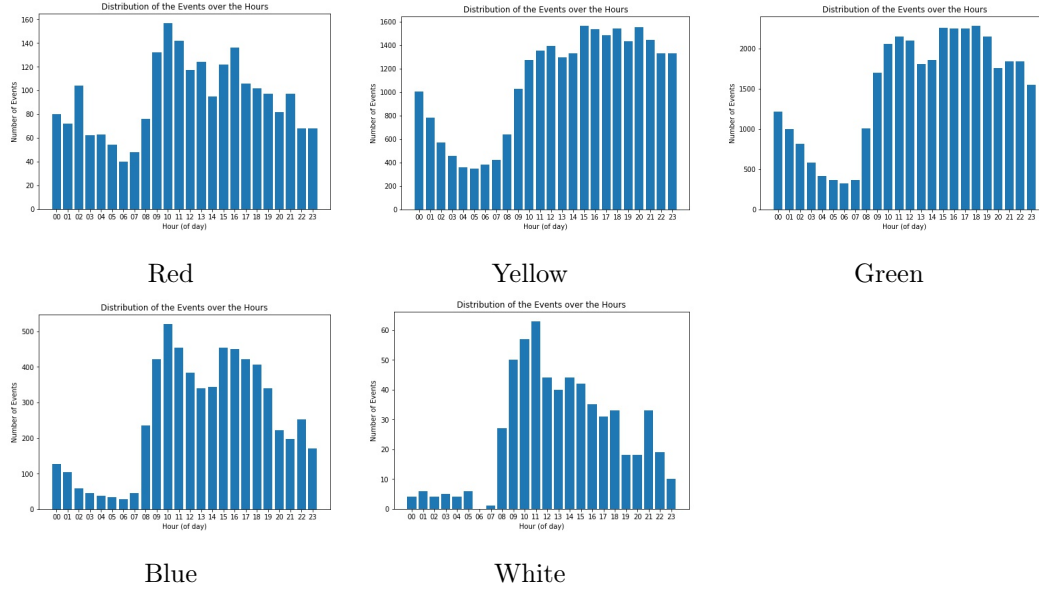 Distribution of the Events over the Hours
Number of Events
160
140
120
100
80
60
40
20
0
00 01 02 03 04 05 06 07 08 09 10 11 12 13 14 15 16 17 18 19 20 21 22 23
Hour (of day)
Red
Distribution of the Events over the Hours
Number of Events
1600
1400
1200
1000
800
600
400
200
0
00 01 02 03 04 05 06 07 08 09 10 11 12 13 14 15 16 17 18 19 20 21 22 23
Hour (of day)
Yellow
Distribution of the Events over the Hours
Number of Events
2000
1500
1000
500
0
00 01 02 03 04 05 06 07 08 09 10 11 12 13 14 15 16 17 18 19 20 21 22 23
Hour (of day)
Green
Distribution of the Events over the Hours
Number of Events
500
400
300
200
100
0
00 01 02 03 04 05 06 07 08 09 10 11 12 13 14 15 16 17 18 19 20 21 22 23
Hour (of day)
Blue
Distribution of the Events over the Hours
Number of Events
60
50
40
30
20
10
0
00 01 02 03 04 05 06 07 08 09 10 11 12 13 14 15 16 17 18 19 20 21 22 23
Hour (of day)
White